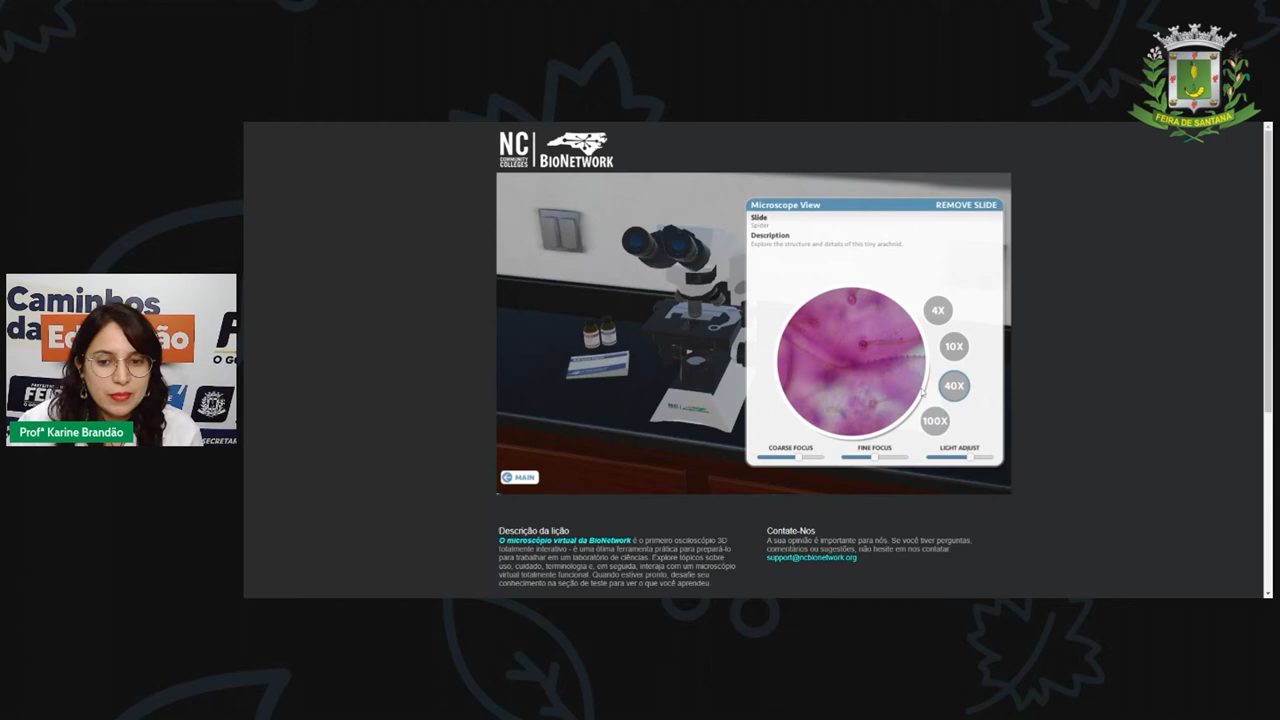 FEIRA DE SANTANA
NC
COMMUNITY
COLLEGES
BIONETWORK
Microscope View
REMOVE SLIDE
Slide
Spider
Description
Explore the structure and details of this tiny arachnid.
4X
10X
40X
100X
COARSE FOCUS
FINE FOCUS
LIGHT ADJUST
MAIN
Caminhos
da
Profª Karine Brandão
Descrição da lição
O microscópio virtual da BioNetwork é o primeiro osciloscópio 3D
totalmente interativo - é uma ótima ferramenta prática para prepará-lo
para trabalhar em um laboratório de ciências. Explore tópicos sobre
uso, cuidado, terminologia e, em seguida, interaja com um microscópio
virtual totalmente funcional. Quando estiver pronto, desafie seu
conhecimento na seção de teste para ver o que você aprendeu.
Contate-Nos
A sua opinião é importante para nós. Se você tiver perguntas,
comentários ou sugestões, não hesite em nos contatar.
support@ncbionetwork.org